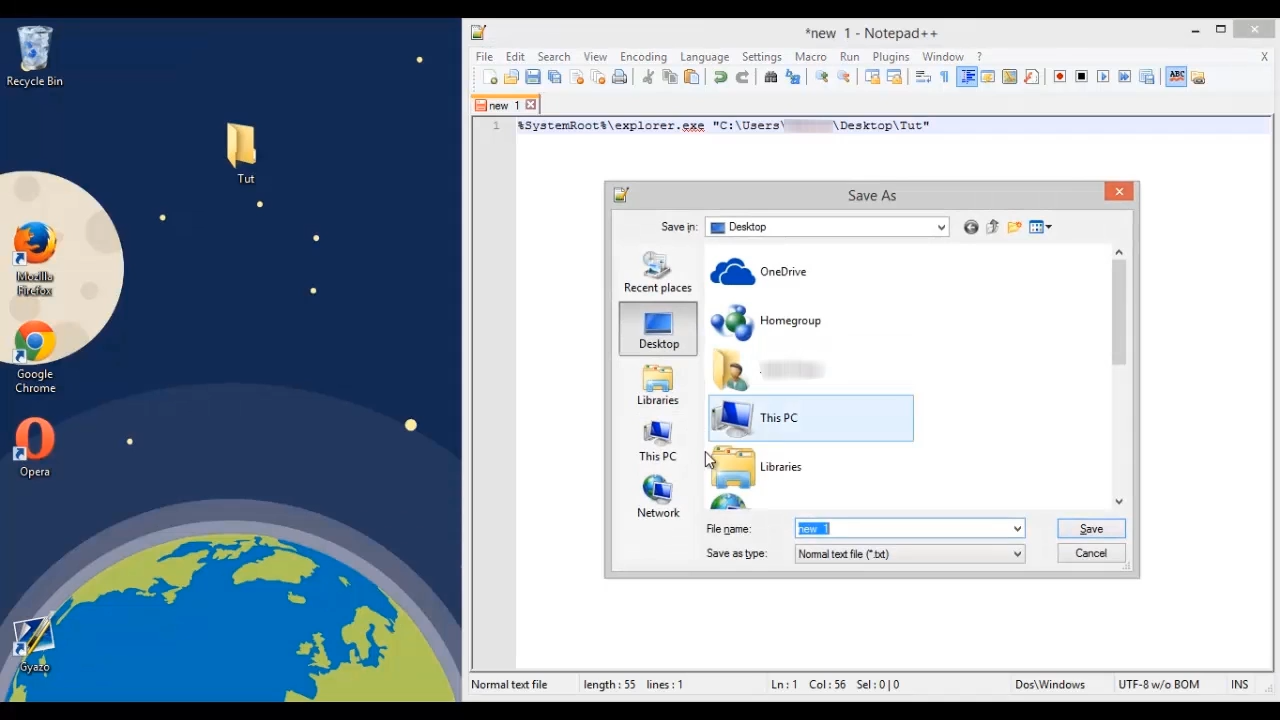 Recycle Bin
Tut
Mozilla
Firefox
Google
Chrome
Opera
Gyazo
*new 1 - Notepad++
File Edit Search View Encoding Language Settings Macro Run Plugins Window ? X
ABC
new 1
1 %SystemRoot%\explorer.exe "C:\Users\ \Desktop\Tut"
Save As
Save in: Desktop
Recent places
Desktop
Libraries
This PC
Network
OneDrive
Homegroup
This PC
Libraries
File name: new 1 Save
Save as type: Normal text file (*.txt) Cancel
Normal text file length : 55 lines : 1 Ln : 1 Col : 56 Sel : 0 | 0 Dos\Windows UTF-8 w/o BOM INS